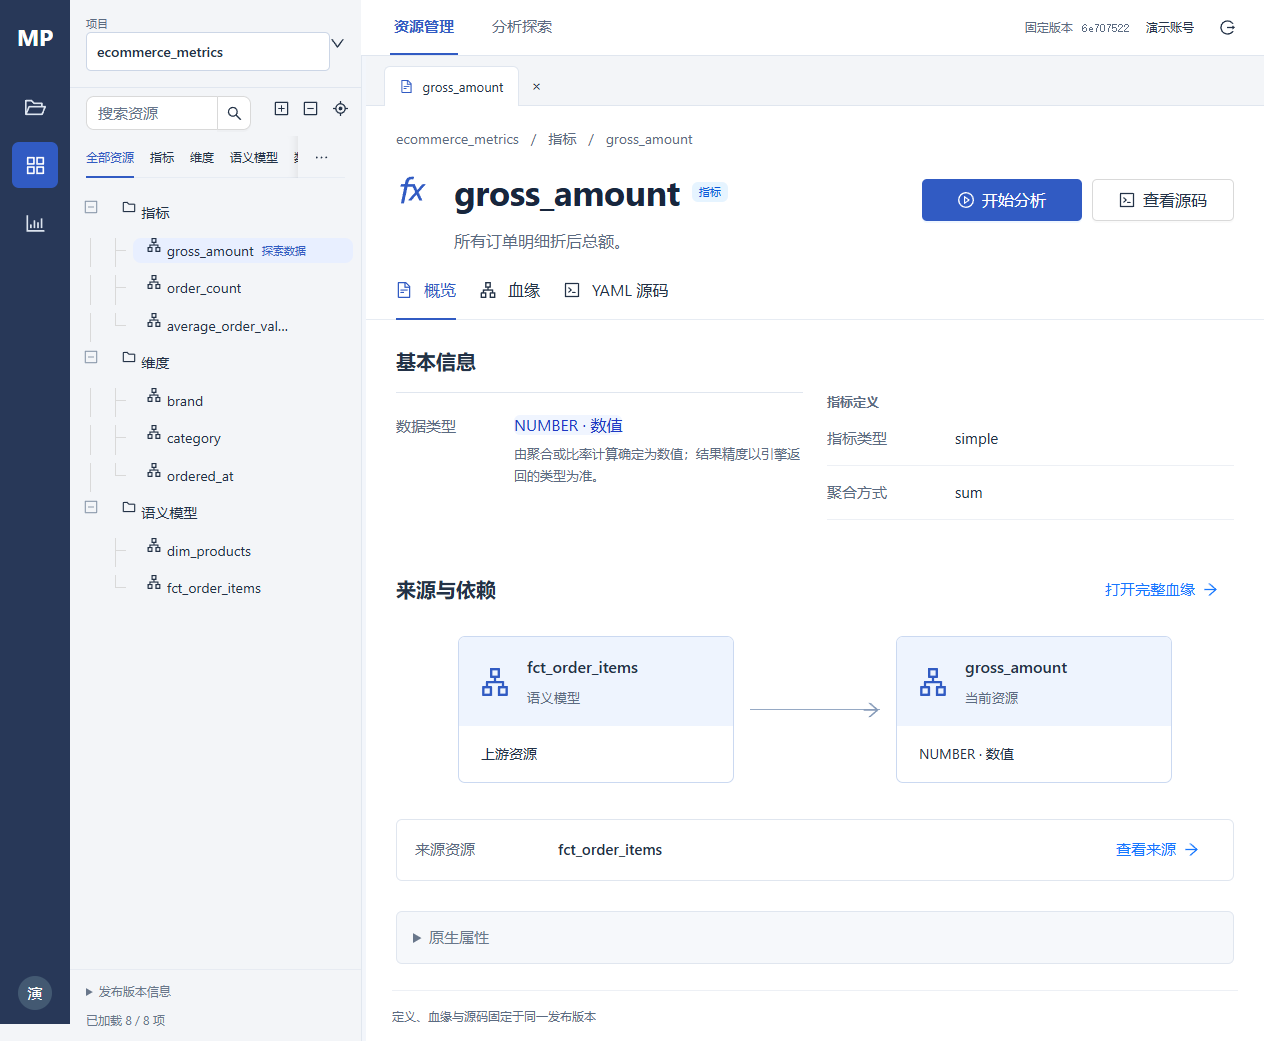 MP
项目
ecommerce_metrics
资源管理
分析探索
固定版本 6e707522 演示账号
gross_amount
搜索资源
全部资源 指标 维度 语义模型
指标
gross_amount 探索数据
order_count
average_order_val...
维度
brand
category
ordered_at
语义模型
dim_products
fct_order_items
发布版本信息
已加载 8 / 8 项
演
ecommerce_metrics / 指标 / gross_amount
fx
gross_amount 指标
所有订单明细折后总额。
开始分析
查看源码
概览 血缘 YAML 源码
基本信息
数据类型
NUMBER · 数值
由聚合或比率计算确定为数值；结果精度以引擎返
回的类型为准。
指标定义
指标类型 simple
聚合方式 sum
来源与依赖
打开完整血缘
fct_order_items
语义模型
上游资源
gross_amount
当前资源
NUMBER · 数值
来源资源 fct_order_items 查看来源
原生属性
定义、血缘与源码固定于同一发布版本